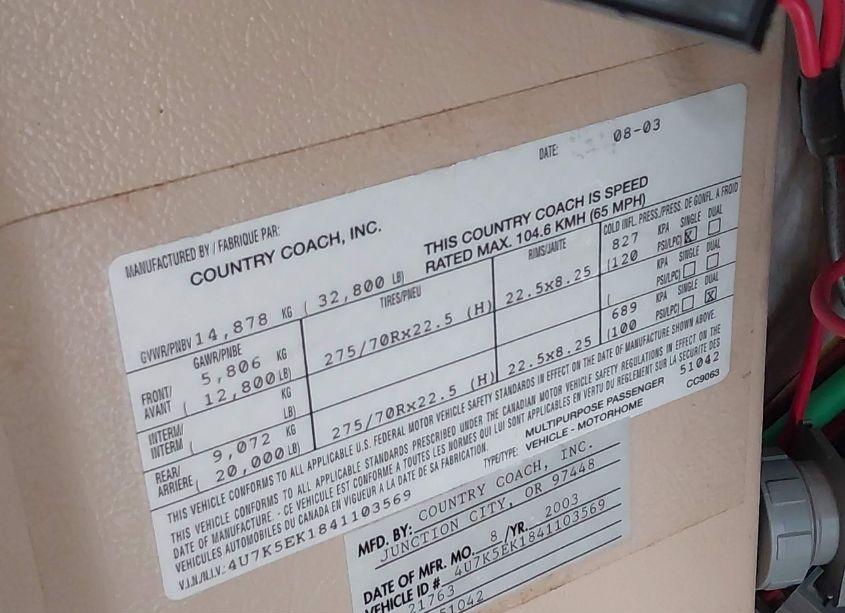 DATE: 08-03
MANUFACTURED BY / FABRIQUE PAR:
COUNTRY COACH, INC.
THIS COUNTRY COACH IS SPEED
RATED MAX. 104.6 KMH (65 MPH)
GVWR/PNBV 14,878 KG ( 32,800 LB)
TIRES/PNEU
RIMS/JANTE
COLD INFL. PRESS./PRESS. DE GONFL. A FROID
GAWR/PNBE
FRONT/ AVANT
5,806 KG
( 12,800 LB)
275/70Rx22.5 (H)
22.5x8.25
827 KPA SINGLE DUAL
(120 PSI/LPC) X
INTERM/ INTERM
KG
( LB)
( KPA SINGLE DUAL
PSI/LPC)
REAR/ ARRIERE
9,072 KG
( 20,000 LB)
275/70Rx22.5 (H)
22.5x8.25
689 KPA SINGLE DUAL
(100 PSI/LPC) X
THIS VEHICLE CONFORMS TO ALL APPLICABLE U.S. FEDERAL MOTOR VEHICLE SAFETY STANDARDS IN EFFECT ON THE DATE OF MANUFACTURE SHOWN ABOVE.
THIS VEHICLE CONFORMS TO ALL APPLICABLE STANDARDS PRESCRIBED UNDER THE CANADIAN MOTOR VEHICLE SAFETY REGULATIONS IN EFFECT ON THE
DATE OF MANUFACTURE - CE VEHICULE EST CONFORME A TOUTES LES NORMES QUI LUI SONT APPLICABLES EN VERTU DU REGLEMENT SUR LA SECURITE DES
VEHICULES AUTOMOBILES DU CANADA EN VIGUEUR A LA DATE DE SA FABRICATION.
TYPE/TYPE: MULTIPURPOSE PASSENGER
VEHICLE - MOTORHOME
51042
CC9063
V.I.N./N.I.V.: 4U7K5EK1841103569
MFD. BY: COUNTRY COACH, INC.
JUNCTION CITY, OR 97448
DATE OF MFR. MO. 8 /YR. 2003
VEHICLE ID # 4U7K5EK1841103569
21763
51042